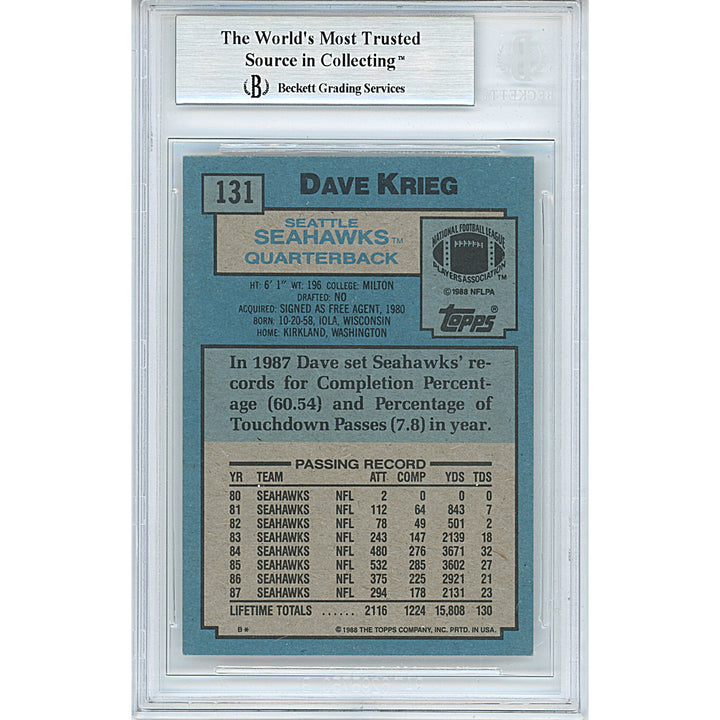 The World's Most Trusted
Source in Collecting™
B Beckett Grading Services
131
DAVE KRIEG
SEATTLE
SEAHAWKS™
QUARTERBACK
NATIONAL FOOTBALL LEAGUE
PLAYERS ASSOCIATION™
© 1988 NFLPA
TOPPS®
HT: 6' 1" WT: 196 COLLEGE: MILTON
DRAFTED: NO
ACQUIRED: SIGNED AS FREE AGENT, 1980
BORN: 10-20-58, IOLA, WISCONSIN
HOME: KIRKLAND, WASHINGTON
In 1987 Dave set Seahawks' re-
cords for Completion Percent-
age (60.54) and Percentage of
Touchdown Passes (7.8) in year.
PASSING RECORD
YR TEAM ATT COMP YDS TDS
80 SEAHAWKS NFL 2 0 0 0
81 SEAHAWKS NFL 112 64 843 7
82 SEAHAWKS NFL 78 49 501 2
83 SEAHAWKS NFL 243 147 2139 18
84 SEAHAWKS NFL 480 276 3671 32
85 SEAHAWKS NFL 532 285 3602 27
86 SEAHAWKS NFL 375 225 2921 21
87 SEAHAWKS NFL 294 178 2131 23
LIFETIME TOTALS ...... 2116 1224 15,808 130
B* © 1988 THE TOPPS COMPANY, INC. PRTD. IN USA.